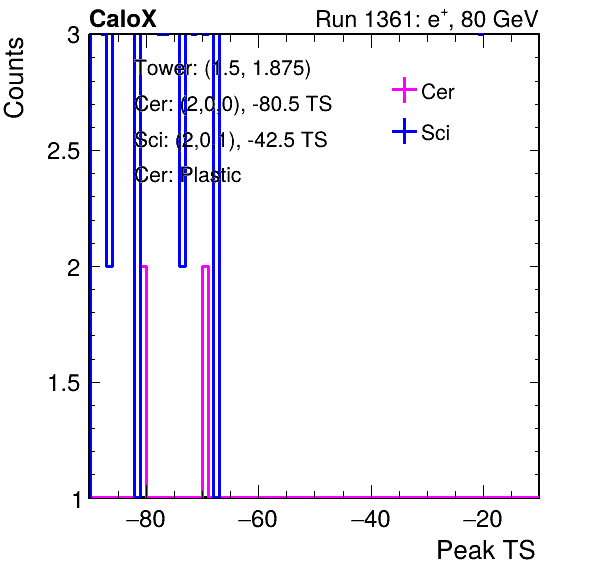 CaloX Run 1361: e+, 80 GeV
Counts
3
2.5
2
1.5
1
Tower: (1.5, 1.875)
Cer: (2,0,0), -80.5 TS
Sci: (2,0,1), -42.5 TS
Cer: Plastic
Cer
Sci
−80 −60 −40 −20
Peak TS